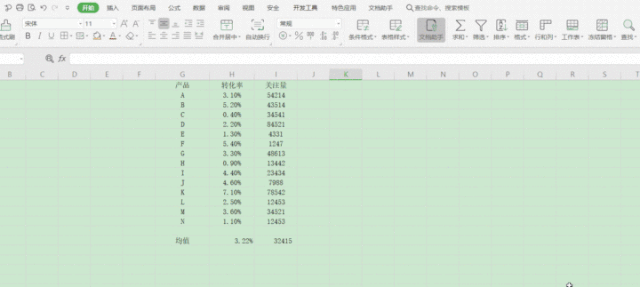 开始 插入 页面布局 公式 数据 审阅 视图 安全 开发工具 特色应用 文档助手 查找命令、搜索模板
宋体 11 常规
格式刷 B I U A 合并居中 自动换行 条件格式 表格样式 文档助手 求和 筛选 排序 格式 行和列 工作表 冻结窗格 查找
fx
B C D E F G H I J K L M N O P Q R S T
产品 转化率 关注量
A 3.10% 54214
B 5.20% 43514
C 0.40% 34341
D 2.20% 84321
E 1.30% 4331
F 5.40% 1247
G 3.30% 48613
H 0.90% 13442
I 4.40% 23434
J 4.60% 7988
K 7.10% 78542
L 2.50% 12453
M 3.60% 34321
N 1.10% 12453
均值 3.22% 32415